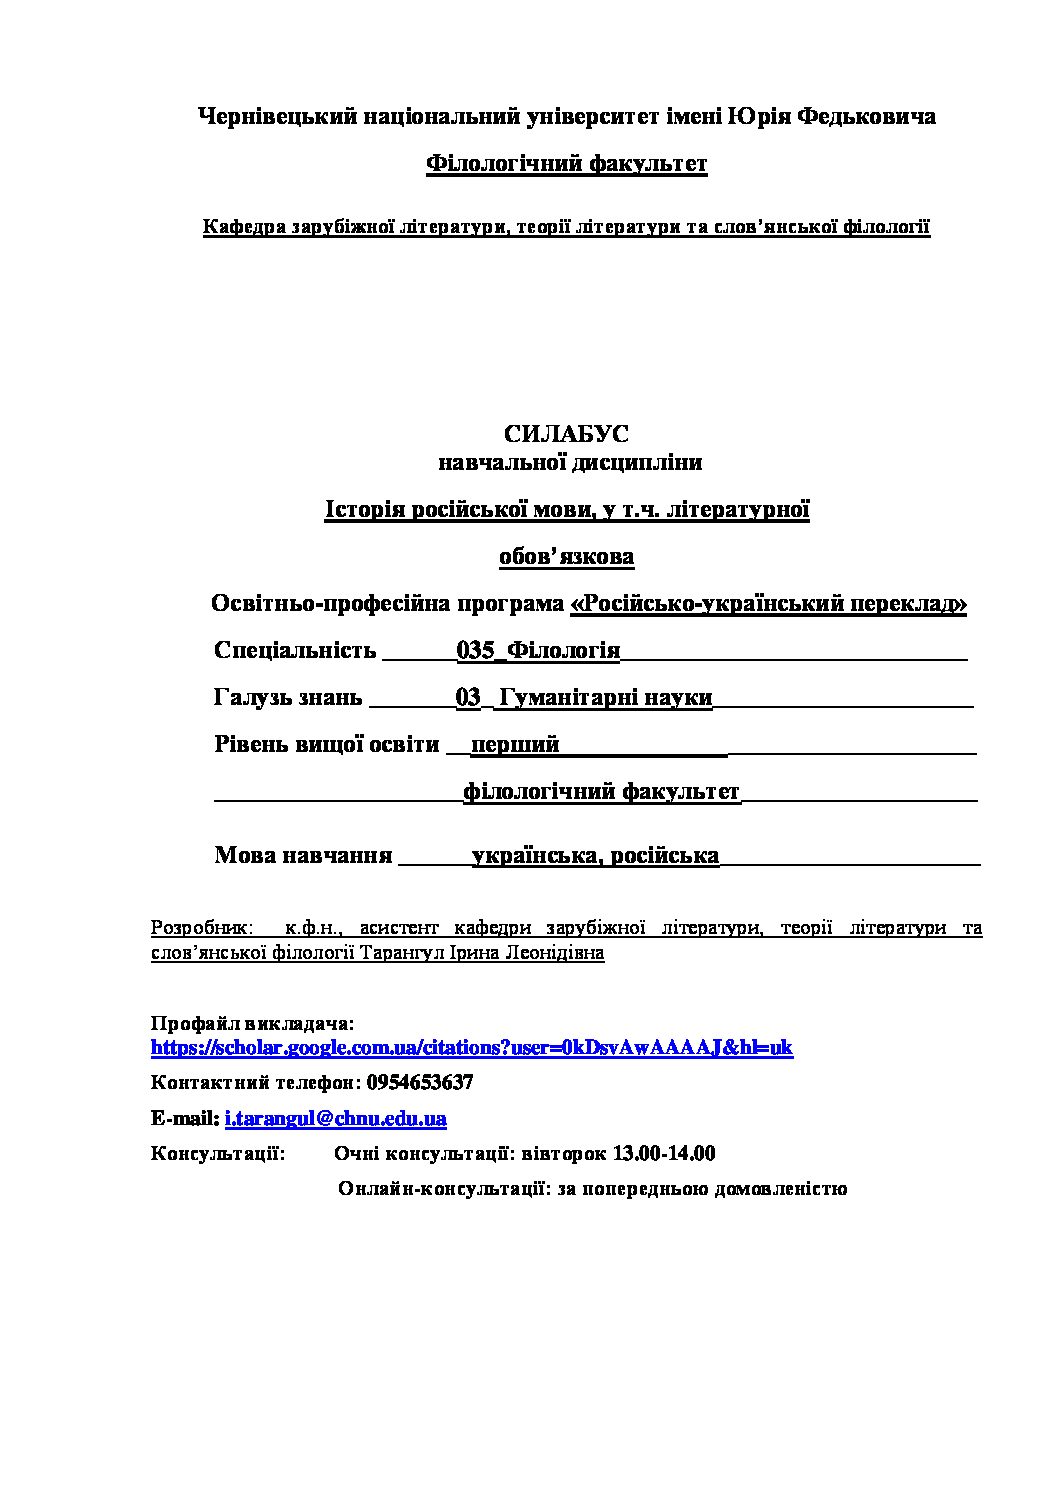 Чернівецький національний університет імені Юрія Федьковича
Філологічний факультет
Кафедра зарубіжної літератури, теорії літератури та слов’янської філології
СИЛАБУС
навчальної дисципліни
Історія російської мови, у т.ч. літературної
обов’язкова
Освітньо-професійна програма «Російсько-український переклад»
Спеціальність ______035_Філологія____________________________
Галузь знань _______03_ Гуманітарні науки_____________________
Рівень вищої освіти __перший__________________________________
____________________філологічний факультет___________________
Мова навчання ______українська, російська_____________________
Розробник: к.ф.н., асистент кафедри зарубіжної літератури, теорії літератури та
слов’янської філології Тарангул Ірина Леонідівна
Профайл викладача:
https://scholar.google.com.ua/citations?user=0kDsvAwAAAAJ&hl=uk
Контактний телефон: 0954653637
E-mail: i.tarangul@chnu.edu.ua
Консультації: Очні консультації: вівторок 13.00-14.00
Онлайн-консультації: за попередньою домовленістю